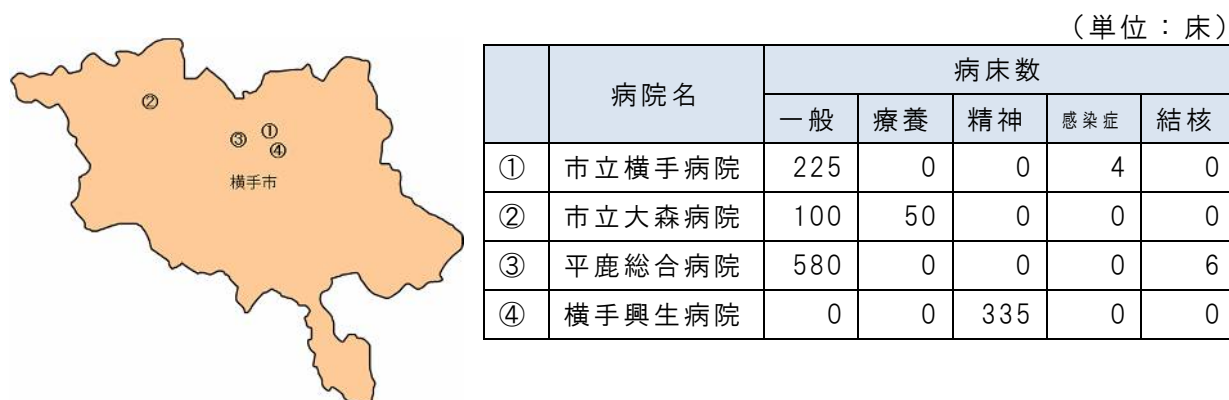 （単位：床）
②
③
①
④
横手市
病院名
病床数
一般 療養 精神 感染症 結核
① 市立横手病院 225 0 0 4 0
② 市立大森病院 100 50 0 0 0
③ 平鹿総合病院 580 0 0 0 6
④ 横手興生病院 0 0 335 0 0